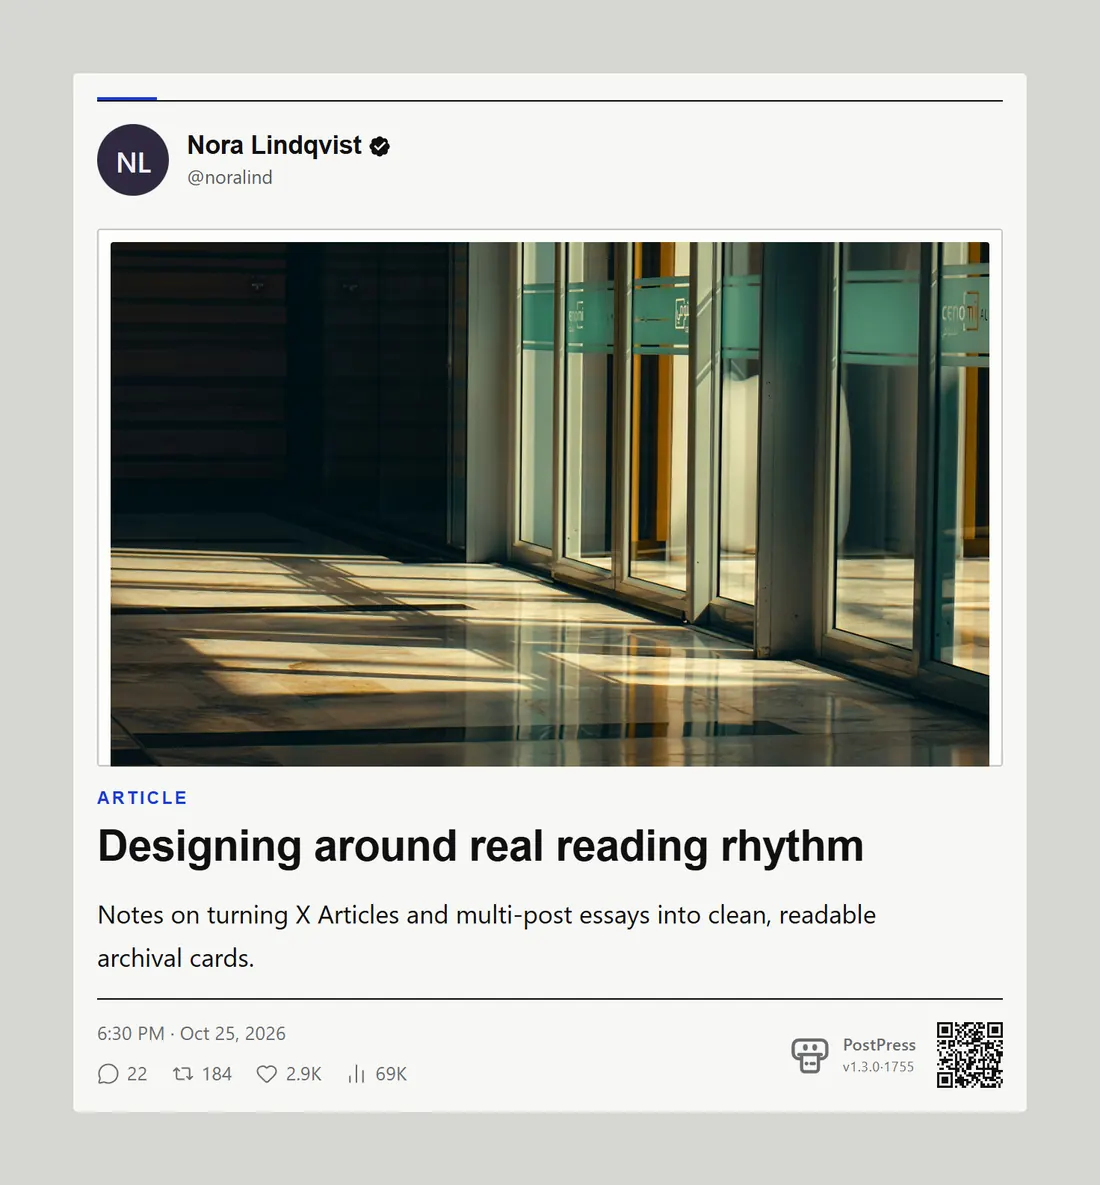 NL
Nora Lindqvist
@noralind
ARTICLE
Designing around real reading rhythm
Notes on turning X Articles and multi-post essays into clean, readable
archival cards.
6:30 PM · Oct 25, 2026
22 184 2.9K 69K
PostPress
v1.3.0·1755